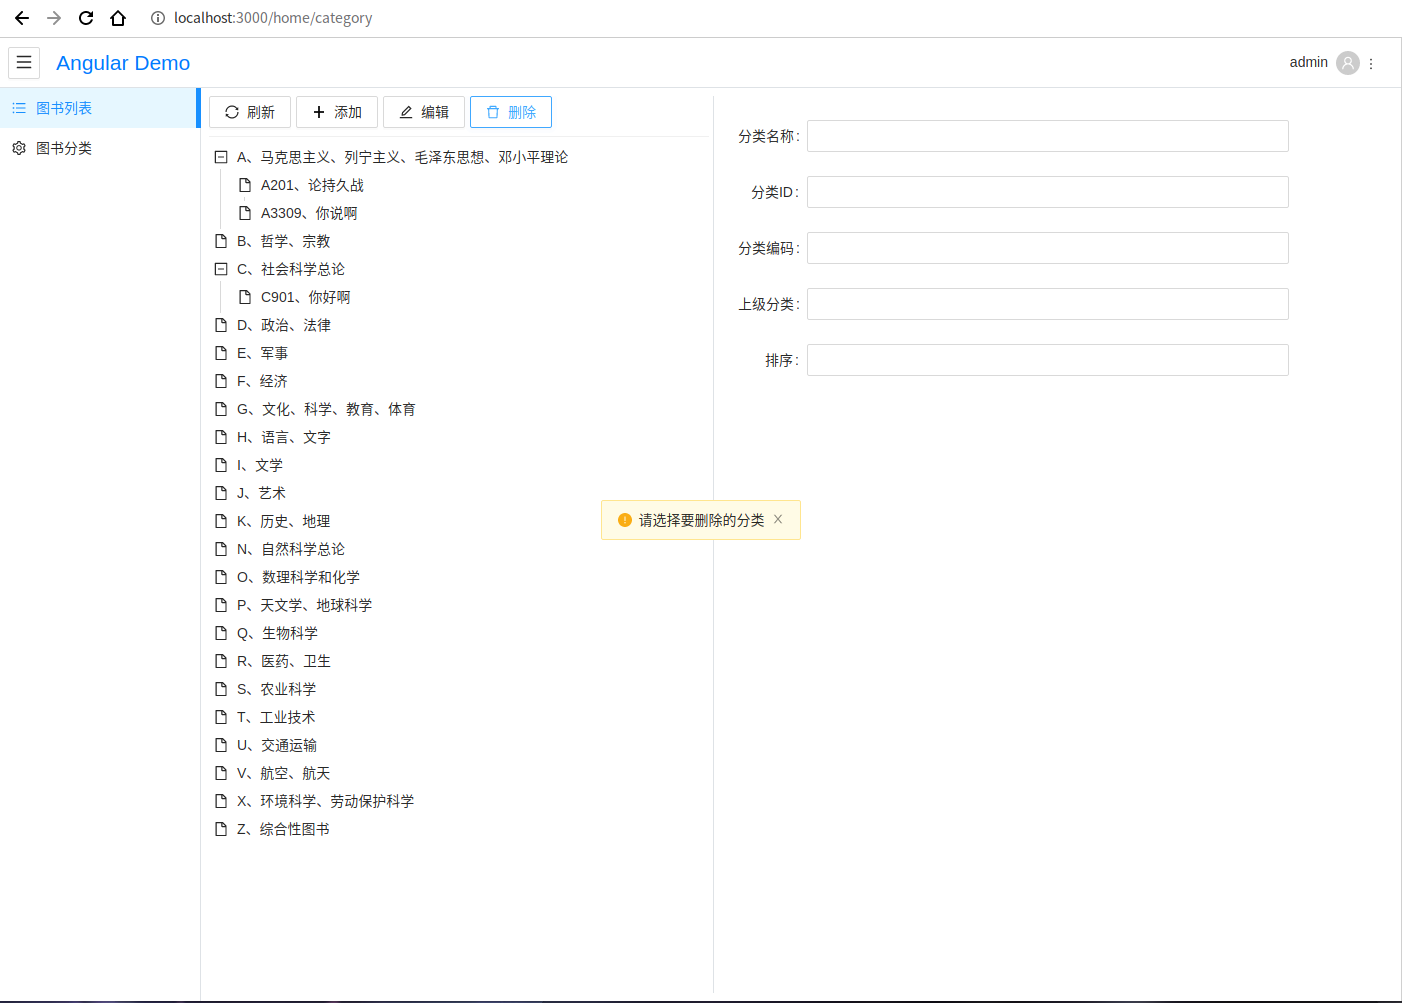 localhost:3000/home/category
Angular Demo
admin
图书列表
图书分类
刷新 添加 编辑 删除
A、马克思主义、列宁主义、毛泽东思想、邓小平理论
A201、论持久战
A3309、你说啊
B、哲学、宗教
C、社会科学总论
C901、你好啊
D、政治、法律
E、军事
F、经济
G、文化、科学、教育、体育
H、语言、文字
I、文学
J、艺术
K、历史、地理
N、自然科学总论
O、数理科学和化学
P、天文学、地球科学
Q、生物科学
R、医药、卫生
S、农业科学
T、工业技术
U、交通运输
V、航空、航天
X、环境科学、劳动保护科学
Z、综合性图书
分类名称:
分类ID:
分类编码:
上级分类:
排序:
请选择要删除的分类